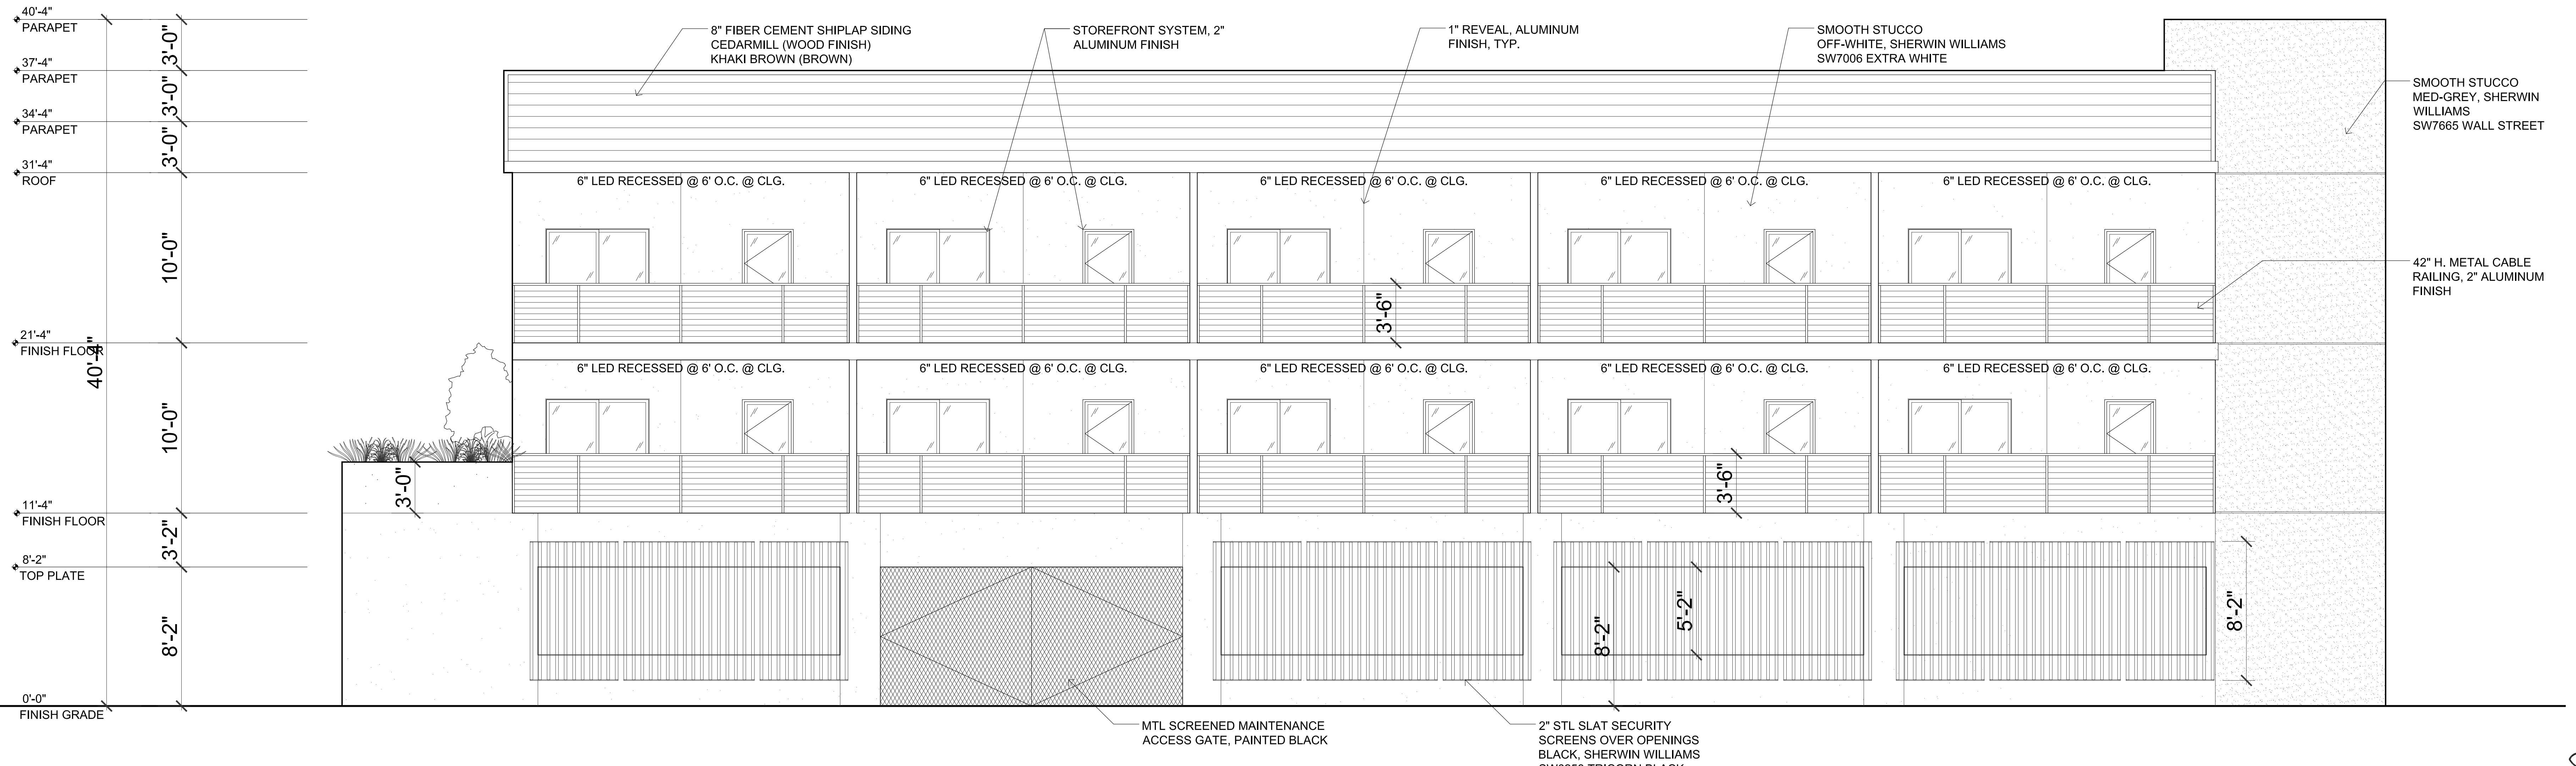 40'-4"
PARAPET
37'-4"
PARAPET
34'-4"
PARAPET
31'-4"
ROOF
21'-4"
FINISH FLOOR
11'-4"
FINISH FLOOR
8'-2"
TOP PLATE
0'-0"
FINISH GRADE
40'-4"
3'-0"
3'-0"
3'-0"
10'-0"
10'-0"
3'-2"
8'-2"
8" FIBER CEMENT SHIPLAP SIDING
CEDARMILL (WOOD FINISH)
KHAKI BROWN (BROWN)
STOREFRONT SYSTEM, 2"
ALUMINUM FINISH
1" REVEAL, ALUMINUM
FINISH, TYP.
SMOOTH STUCCO
OFF-WHITE, SHERWIN WILLIAMS
SW7006 EXTRA WHITE
SMOOTH STUCCO
MED-GREY, SHERWIN
WILLIAMS
SW7665 WALL STREET
6" LED RECESSED @ 6' O.C. @ CLG.
6" LED RECESSED @ 6' O.C. @ CLG.
6" LED RECESSED @ 6' O.C. @ CLG.
6" LED RECESSED @ 6' O.C. @ CLG.
6" LED RECESSED @ 6' O.C. @ CLG.
42" H. METAL CABLE
RAILING, 2" ALUMINUM
FINISH
3'-6"
6" LED RECESSED @ 6' O.C. @ CLG.
6" LED RECESSED @ 6' O.C. @ CLG.
6" LED RECESSED @ 6' O.C. @ CLG.
6" LED RECESSED @ 6' O.C. @ CLG.
6" LED RECESSED @ 6' O.C. @ CLG.
3'-0"
3'-6"
8'-2"
5'-2"
8'-2"
MTL SCREENED MAINTENANCE
ACCESS GATE, PAINTED BLACK
2" STL SLAT SECURITY
SCREENS OVER OPENINGS
BLACK, SHERWIN WILLIAMS
TRICORN BLACK